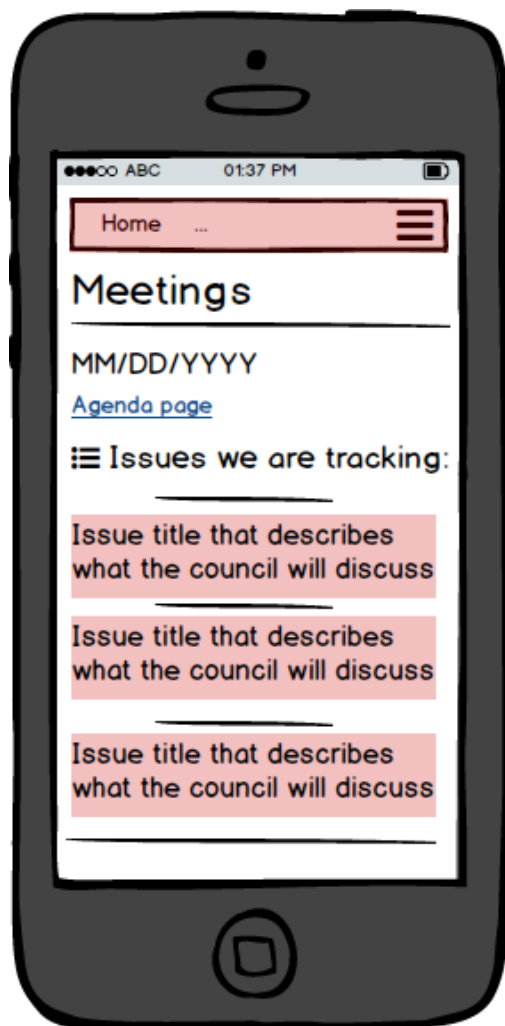 ABC 01:37 PM
Home ...
Meetings
MM/DD/YYYY
Agenda page
Issues we are tracking:
Issue title that describes
what the council will discuss
Issue title that describes
what the council will discuss
Issue title that describes
what the council will discuss